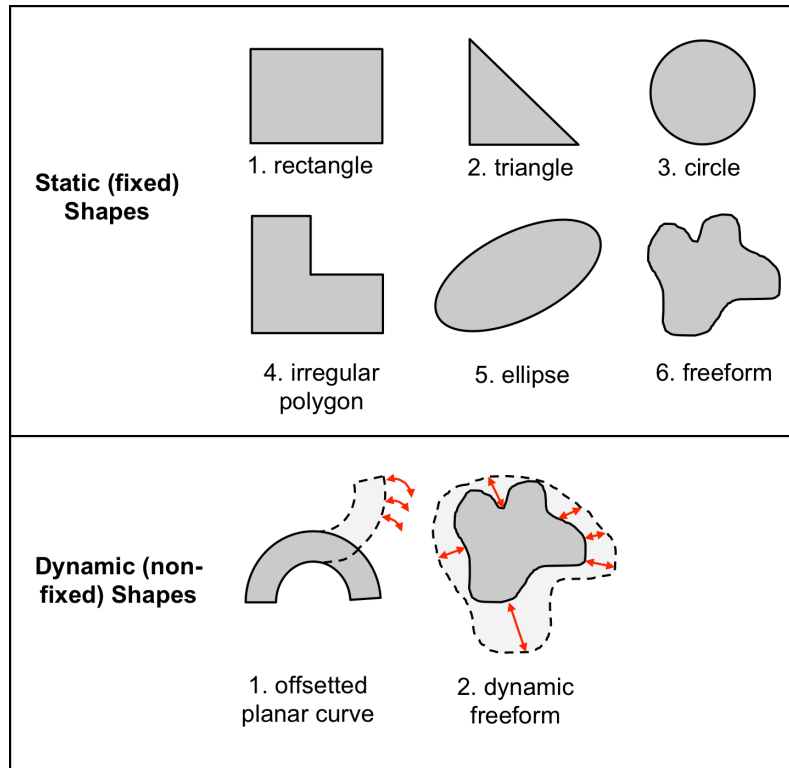 1. rectangle
2. triangle
3. circle
Static (fixed)
Shapes
4. irregular
polygon
5. ellipse
6. freeform
Dynamic (non-
fixed) Shapes
1. offsetted
planar curve
2. dynamic
freeform